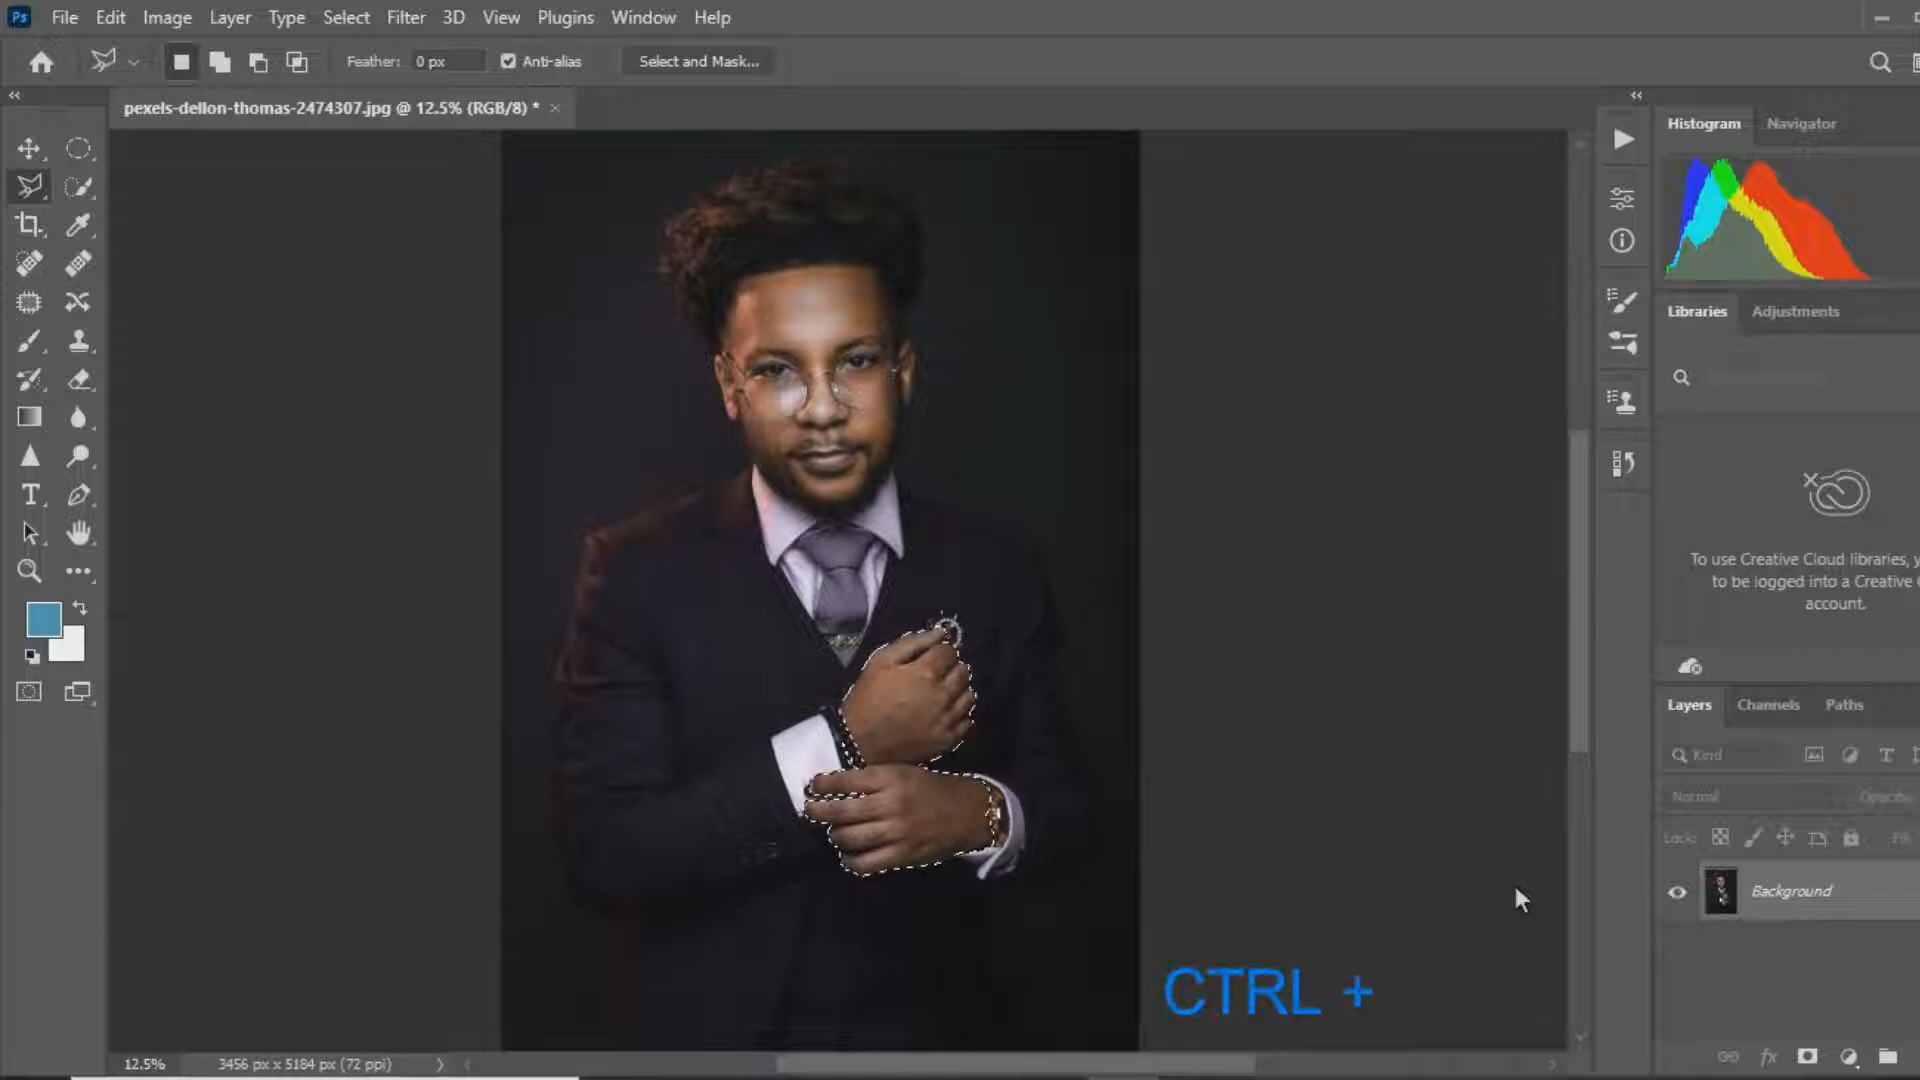 Ps File Edit Image Layer Type Select Filter 3D View Plugins Window Help
Feather: 0 px Anti-alias Select and Mask...
pexels-dellon-thomas-2474307.jpg @ 12.5% (RGB/8) * ×
Histogram Navigator
Libraries Adjustments
To use Creative Cloud libraries, y
to be logged into a Creative C
account.
Layers Channels Paths
Kind
Normal Opacity
Lock:
Background
CTRL +
12.5% 3456 px x 5184 px (72 ppi)